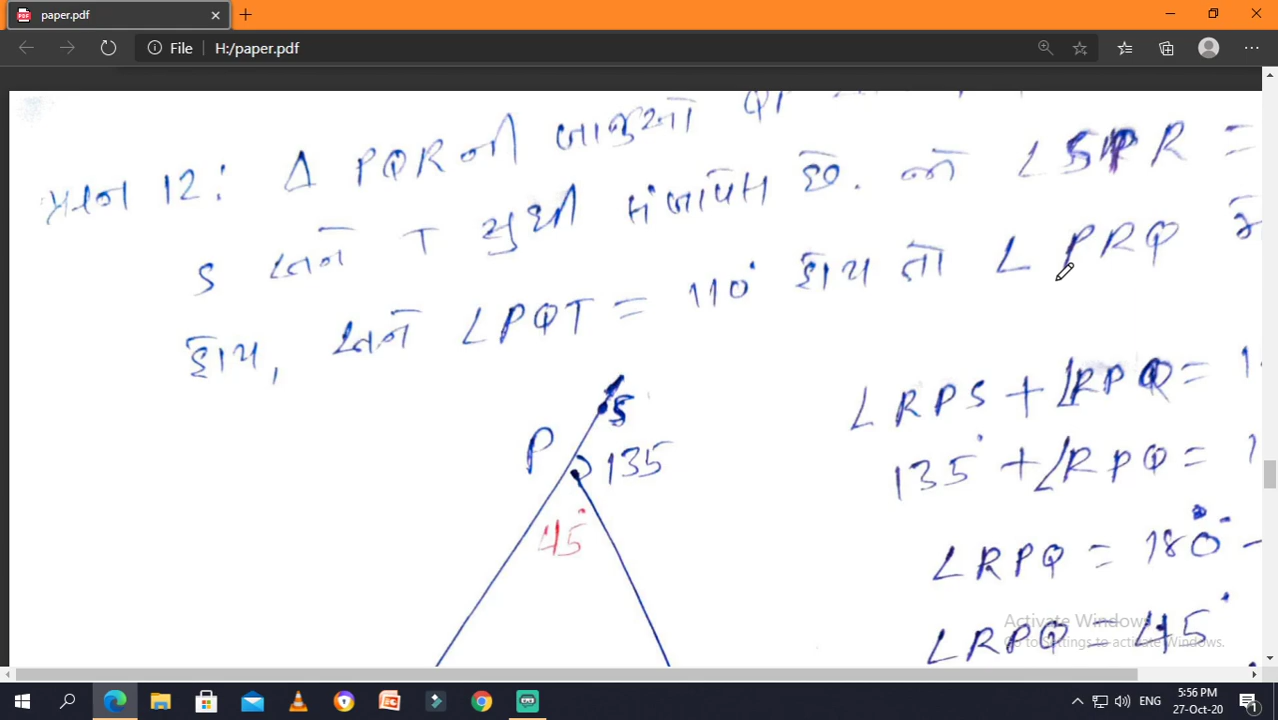 paper.pdf
File H:/paper.pdf
પ્રશ્ન 12: Δ PQRની બાજુઓ
S અને T સુધી લંબાવેલ છે. જો ∠SPR =
હોય, અને ∠PQT = 110° હોય તો ∠PRQ
S
P
135
45°
∠RPS + ∠RPQ =
135° + ∠RPQ =
∠RPQ = 180° -
∠RPQ = 45°
Activate Windows
Go to Settings to activate Windows.
ENG
5:56 PM
27-Oct-20